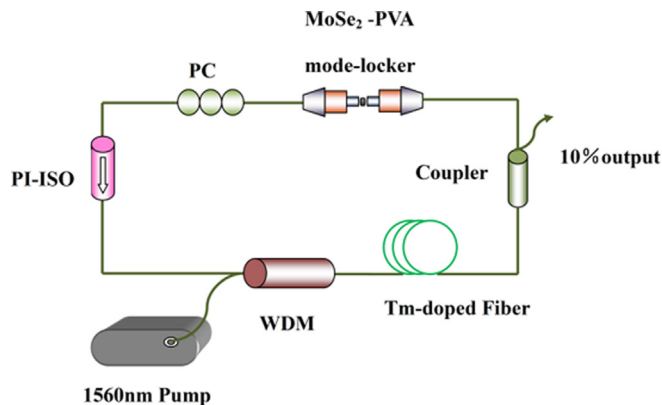 MoSe₂ -PVA
mode-locker
PC
PI-ISO
Coupler
10%output
Tm-doped Fiber
WDM
1560nm Pump